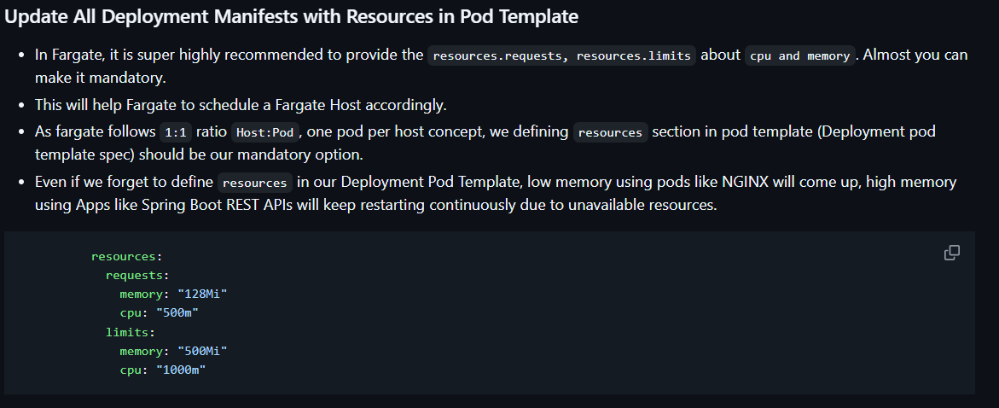 Update All Deployment Manifests with Resources in Pod Template
In Fargate, it is super highly recommended to provide the resources.requests, resources.limits about cpu and memory. Almost you can
make it mandatory.
This will help Fargate to schedule a Fargate Host accordingly.
As fargate follows 1:1 ratio Host:Pod, one pod per host concept, we defining resources section in pod template (Deployment pod
template spec) should be our mandatory option.
Even if we forget to define resources in our Deployment Pod Template, low memory using pods like NGINX will come up, high memory
using Apps like Spring Boot REST APIs will keep restarting continuously due to unavailable resources.
resources:
requests:
memory: "128Mi"
cpu: "500m"
limits:
memory: "500Mi"
cpu: "1000m"